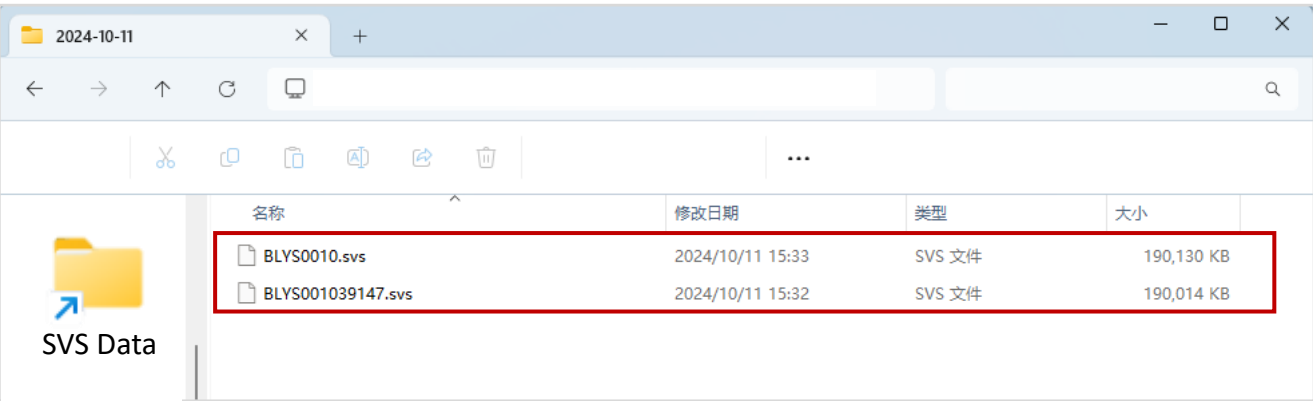 2024-10-11
名称 修改日期 类型 大小
BLYS0010.svs 2024/10/11 15:33 SVS 文件 190,130 KB
BLYS001039147.svs 2024/10/11 15:32 SVS 文件 190,014 KB
SVS Data